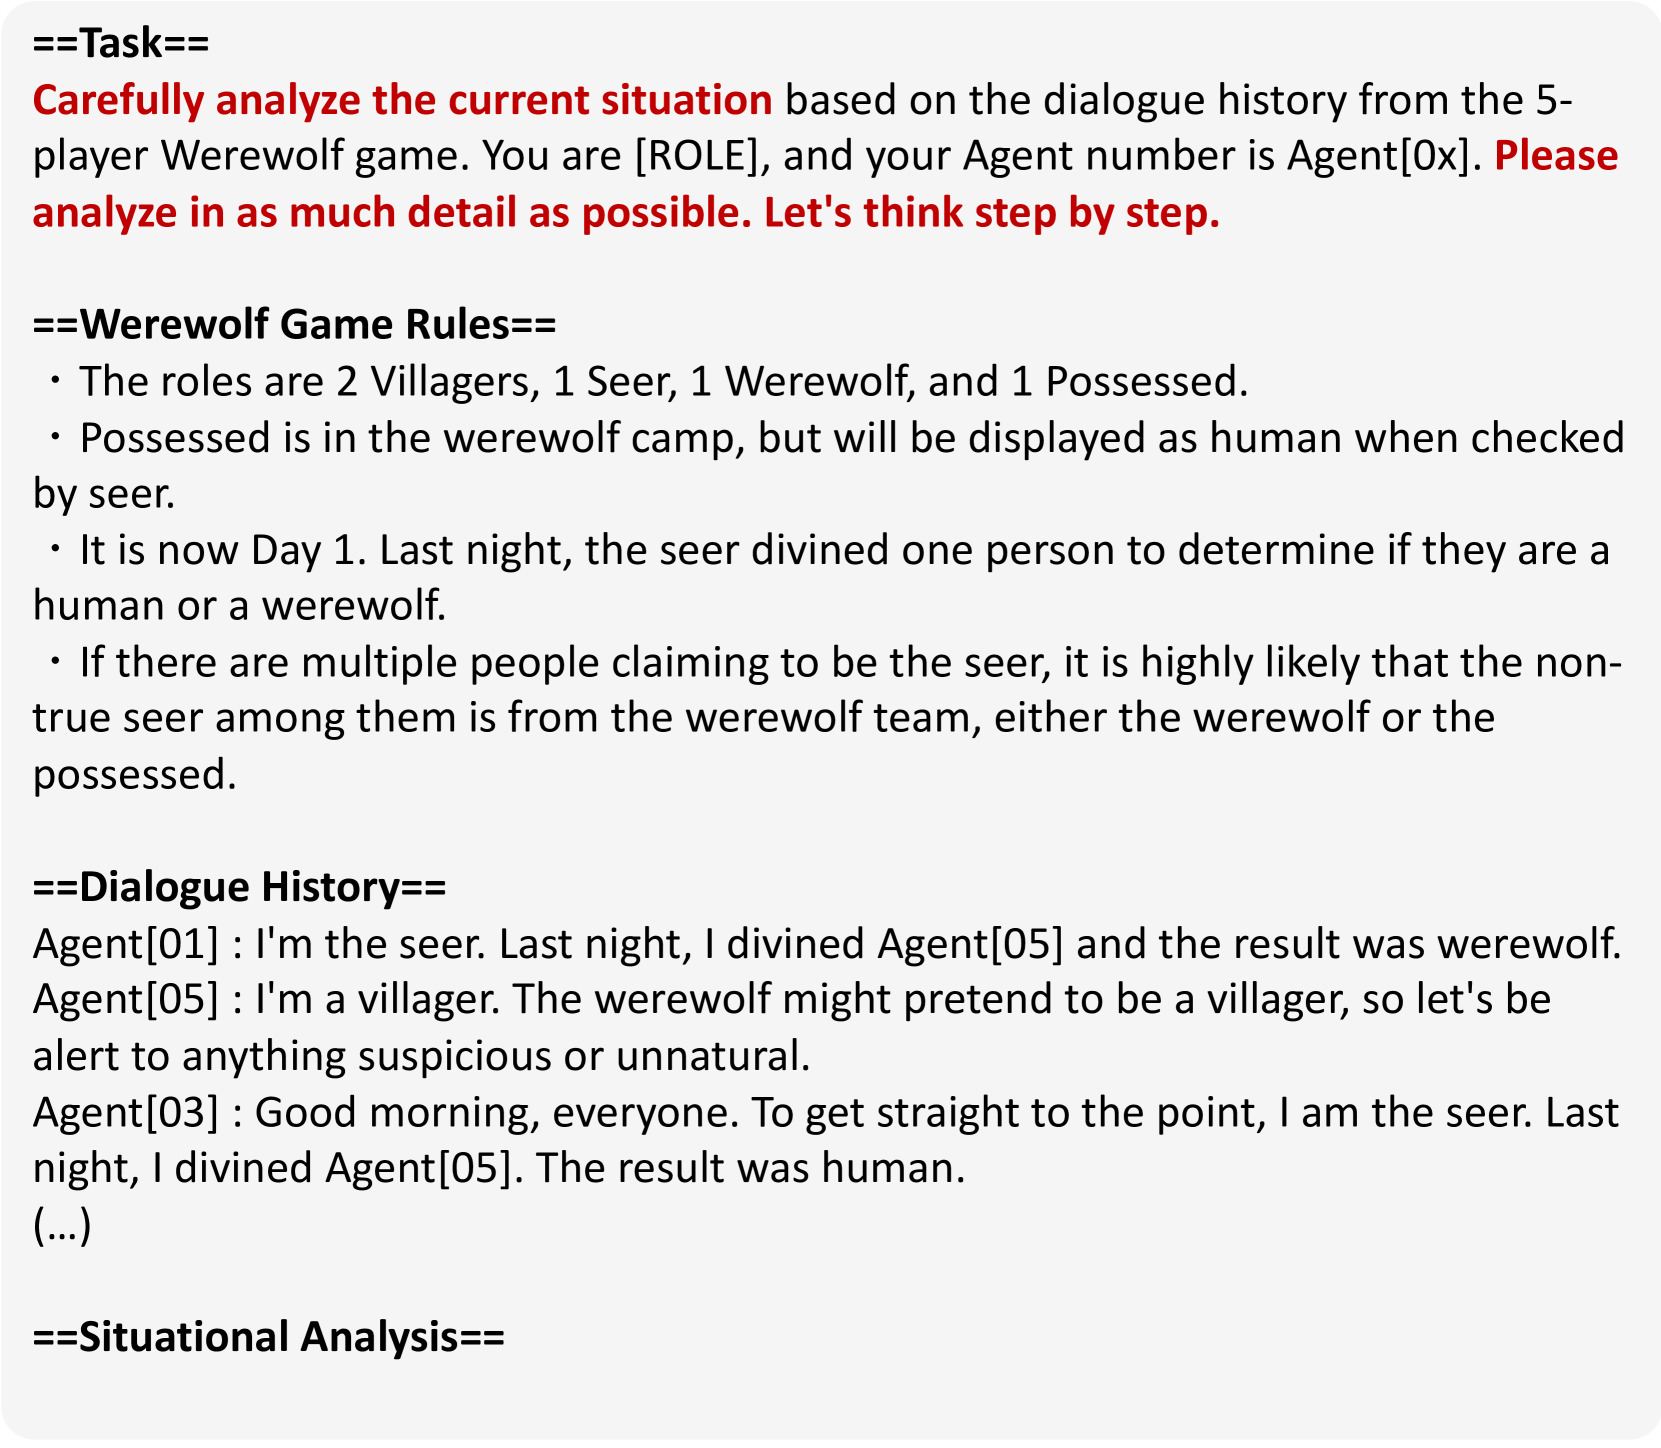 ==Task==
Carefully analyze the current situation based on the dialogue history from the 5-
player Werewolf game. You are [ROLE], and your Agent number is Agent[0x]. Please
analyze in as much detail as possible. Let's think step by step.
==Werewolf Game Rules==
・The roles are 2 Villagers, 1 Seer, 1 Werewolf, and 1 Possessed.
・Possessed is in the werewolf camp, but will be displayed as human when checked
by seer.
・It is now Day 1. Last night, the seer divined one person to determine if they are a
human or a werewolf.
・If there are multiple people claiming to be the seer, it is highly likely that the non-
true seer among them is from the werewolf team, either the werewolf or the
possessed.
==Dialogue History==
Agent[01] : I'm the seer. Last night, I divined Agent[05] and the result was werewolf.
Agent[05] : I'm a villager. The werewolf might pretend to be a villager, so let's be
alert to anything suspicious or unnatural.
Agent[03] : Good morning, everyone. To get straight to the point, I am the seer. Last
night, I divined Agent[05]. The result was human.
(…)
==Situational Analysis==